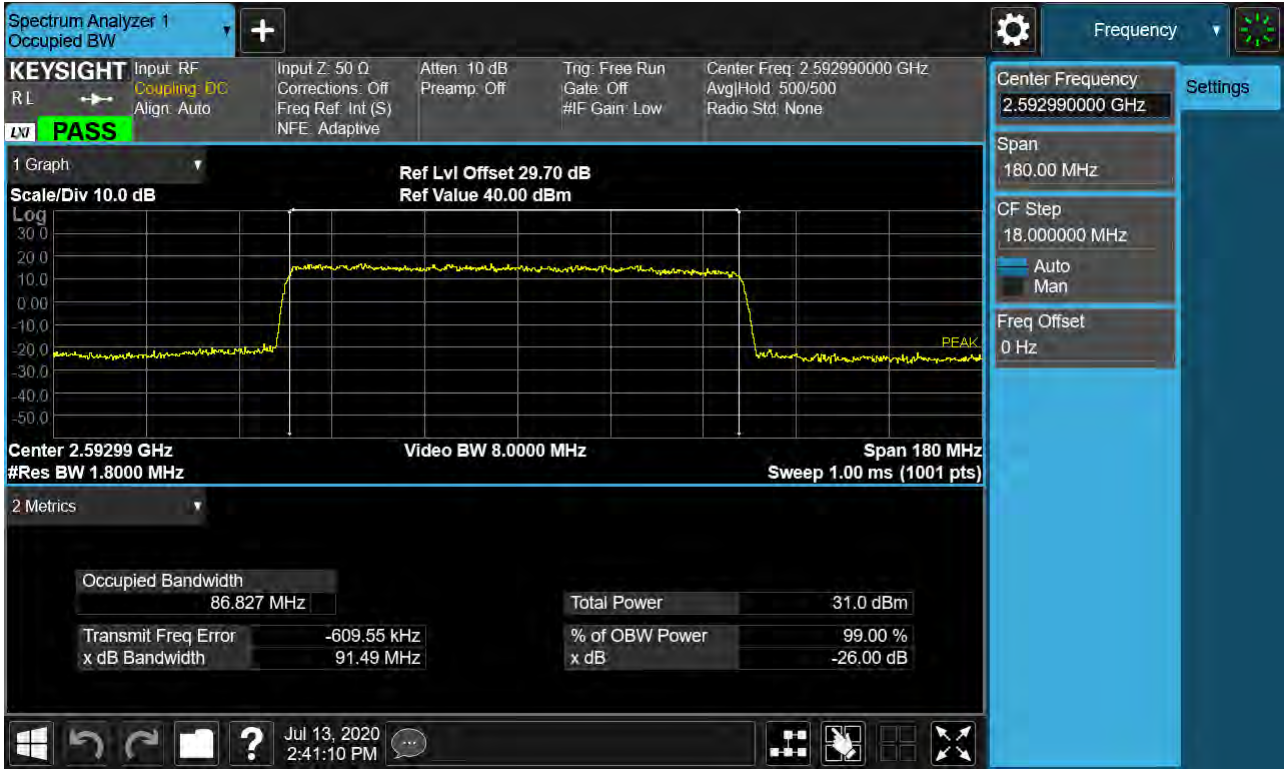 Spectrum Analyzer 1
Occupied BW
+
Frequency
KEYSIGHT
R L
LXI PASS
Input: RF
Coupling: DC
Align: Auto
Input Z: 50 Ω
Corrections: Off
Freq Ref: Int (S)
NFE: Adaptive
Atten: 10 dB
Preamp: Off
Trig: Free Run
Gate: Off
#IF Gain: Low
Center Freq: 2.592990000 GHz
Avg|Hold: 500/500
Radio Std: None
1 Graph
Scale/Div 10.0 dB
Ref Lvl Offset 29.70 dB
Ref Value 40.00 dBm
Log
30.0
20.0
10.0
0.00
-10.0
-20.0
-30.0
-40.0
-50.0
PEAK
Center 2.59299 GHz
#Res BW 1.8000 MHz
Video BW 8.0000 MHz
Span 180 MHz
Sweep 1.00 ms (1001 pts)
2 Metrics
Occupied Bandwidth
86.827 MHz
Transmit Freq Error -609.55 kHz
x dB Bandwidth 91.49 MHz
Total Power 31.0 dBm
% of OBW Power 99.00 %
x dB -26.00 dB
Center Frequency
2.592990000 GHz
Settings
Span
180.00 MHz
CF Step
18.000000 MHz
Auto
Man
Freq Offset
0 Hz
?
Jul 13, 2020
2:41:10 PM